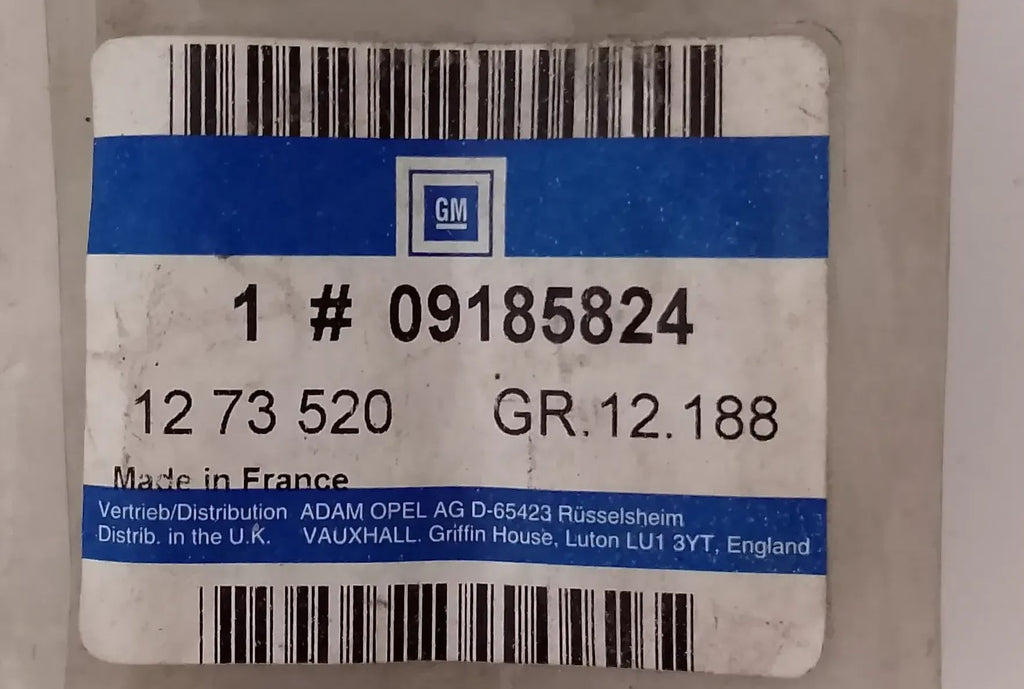 GM
1 # 09185824
12 73 520 GR.12.188
Made in France
Vertrieb/Distribution ADAM OPEL AG D-65423 Rüsselsheim
Distrib. in the U.K. VAUXHALL. Griffin House, Luton LU1 3YT, England